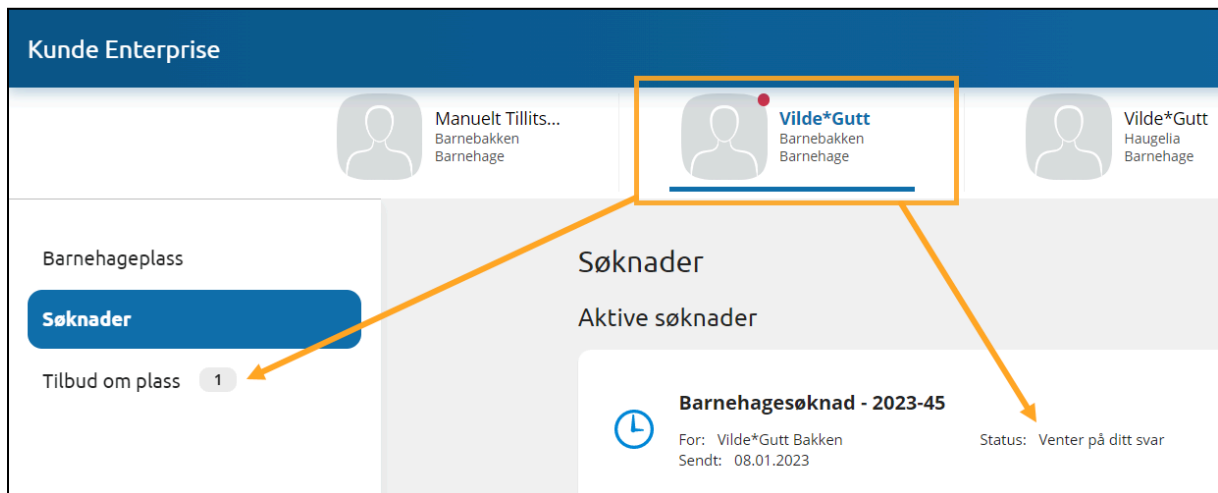 Kunde Enterprise
Manuelt Tillits...
Barnebakken
Barnehage
Vilde*Gutt
Barnebakken
Barnehage
Vilde*Gutt
Haugelia
Barnehage
Barnehageplass
Søknader
Tilbud om plass 1
Søknader
Aktive søknader
Barnehagesøknad - 2023-45
For: Vilde*Gutt Bakken
Status: Venter på ditt svar
Sendt: 08.01.2023